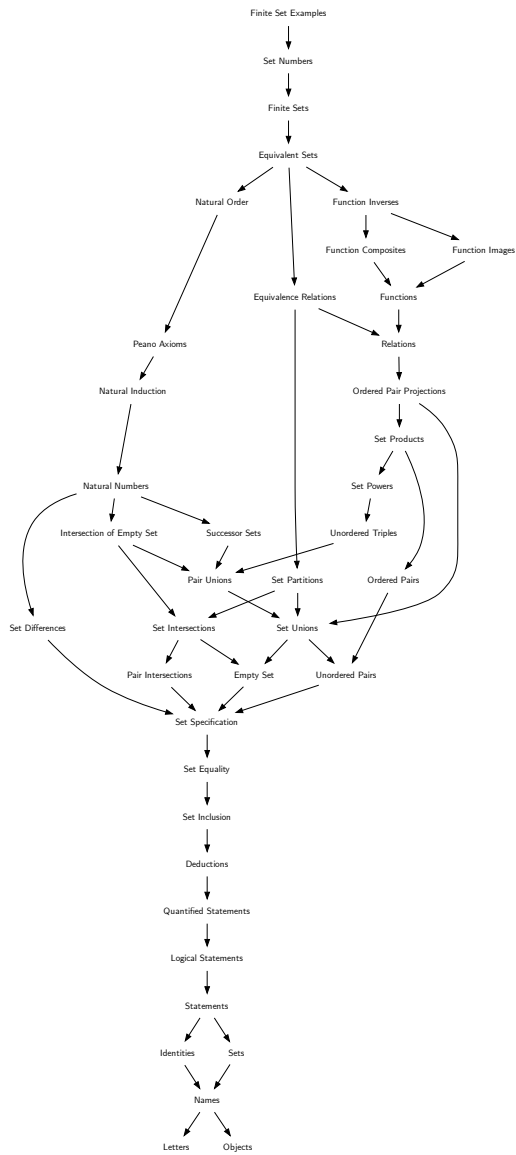 Finite Set Examples
Set Numbers
Finite Sets
Equivalent Sets
Natural Order
Function Inverses
Function Composites
Function Images
Equivalence Relations
Functions
Peano Axioms
Relations
Natural Induction
Ordered Pair Projections
Set Products
Natural Numbers
Set Powers
Intersection of Empty Set
Successor Sets
Unordered Triples
Pair Unions
Set Partitions
Ordered Pairs
Set Differences
Set Intersections
Set Unions
Pair Intersections
Empty Set
Unordered Pairs
Set Specification
Set Equality
Set Inclusion
Deductions
Quantified Statements
Logical Statements
Statements
Identities
Sets
Names
Letters
Objects